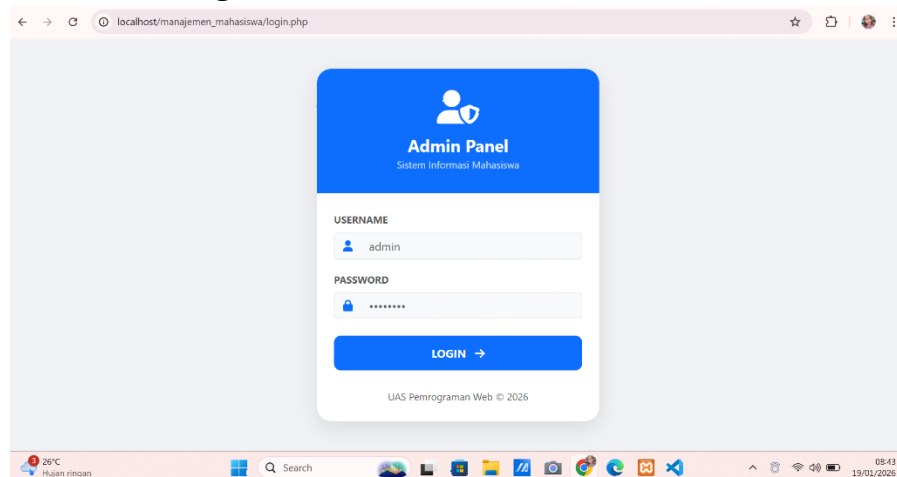 localhost/manajemen_mahasiswa/login.php
Admin Panel
Sistem Informasi Mahasiswa
USERNAME
admin
PASSWORD
••••••••
LOGIN →
UAS Pemrograman Web © 2026
3
26°C
Hujan ringan
Search
08:43
19/01/2026